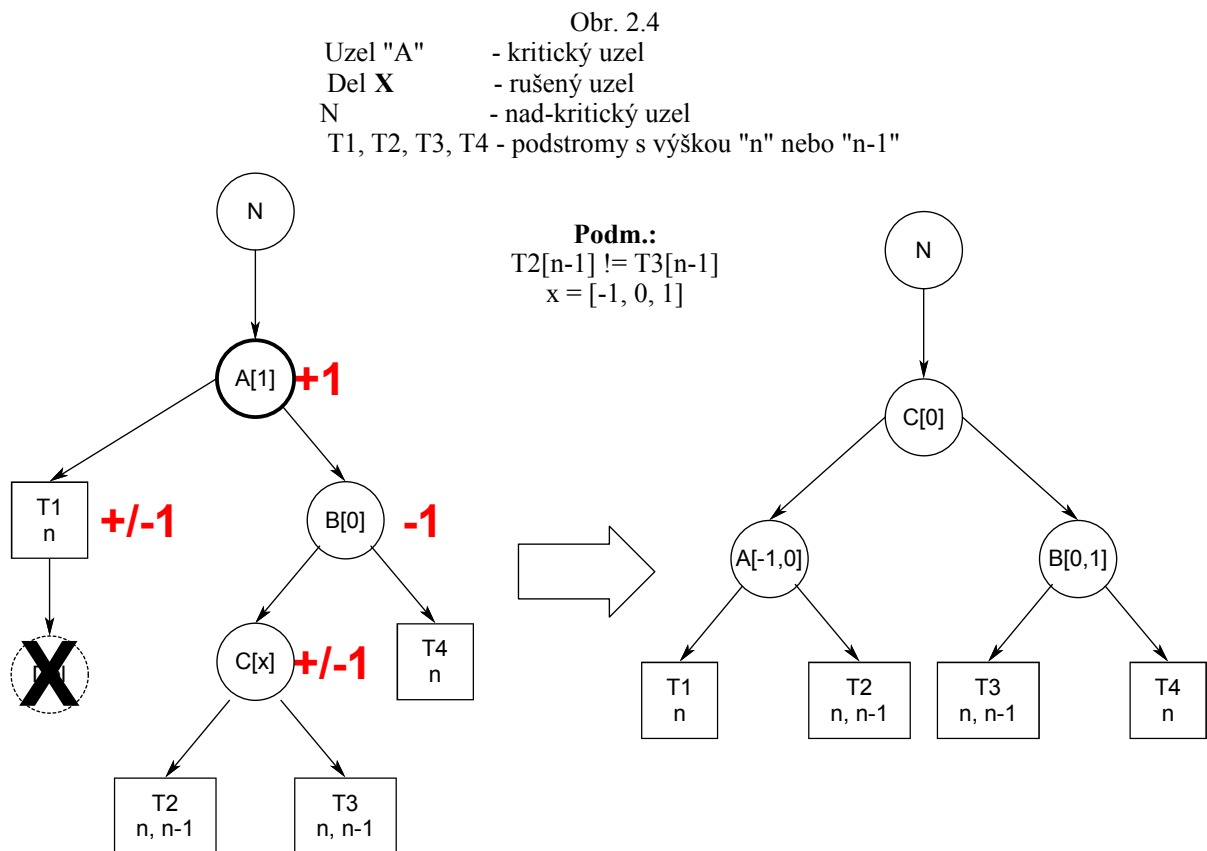 Obr. 2.4
Uzel "A" - kritický uzel
Del X - rušený uzel
N - nad-kritický uzel
T1, T2, T3, T4 - podstromy s výškou "n" nebo "n-1"
N
Podm.:
T2[n-1] != T3[n-1]
x = [-1, 0, 1]
N
A[1] +1
C[0]
T1
n
+/-1
B[0] -1
A[-1,0]
B[0,1]
X
C[x] +/-1
T4
n
T1
n
T2
n, n-1
T3
n, n-1
T4
n
T2
n, n-1
T3
n, n-1